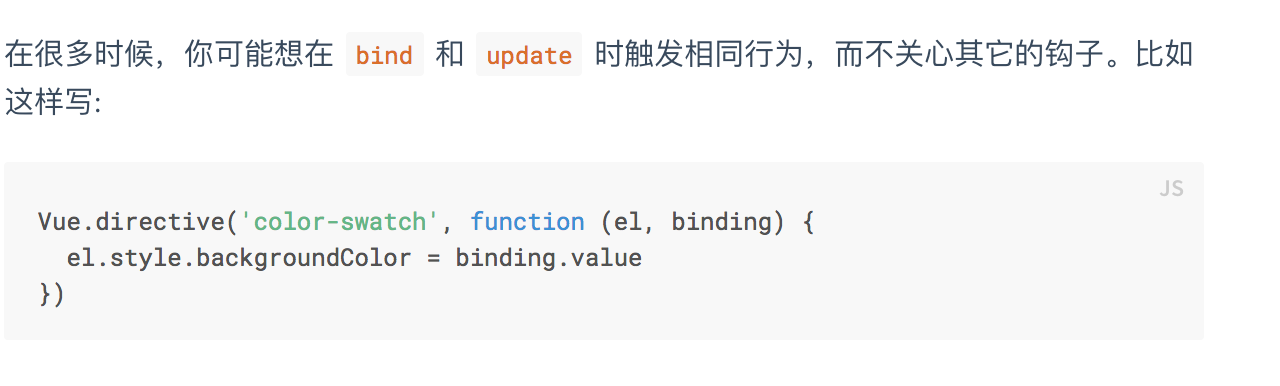 在很多时候，你可能想在 bind 和 update 时触发相同行为，而不关心其它的钩子。比如
这样写:
JS
Vue.directive('color-swatch', function (el, binding) {
  el.style.backgroundColor = binding.value
})